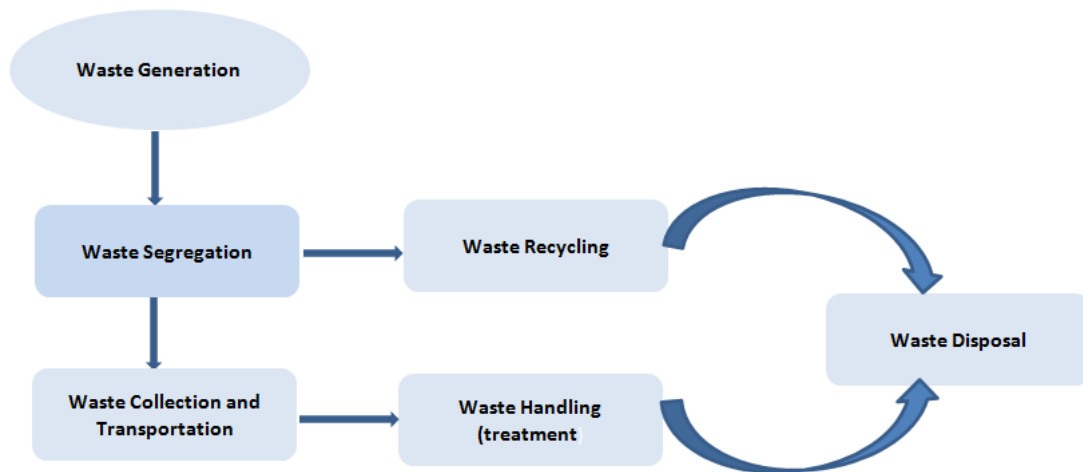 Waste Generation
Waste Segregation
Waste Recycling
Waste Disposal
Waste Collection and
Transportation
Waste Handling
(treatment)